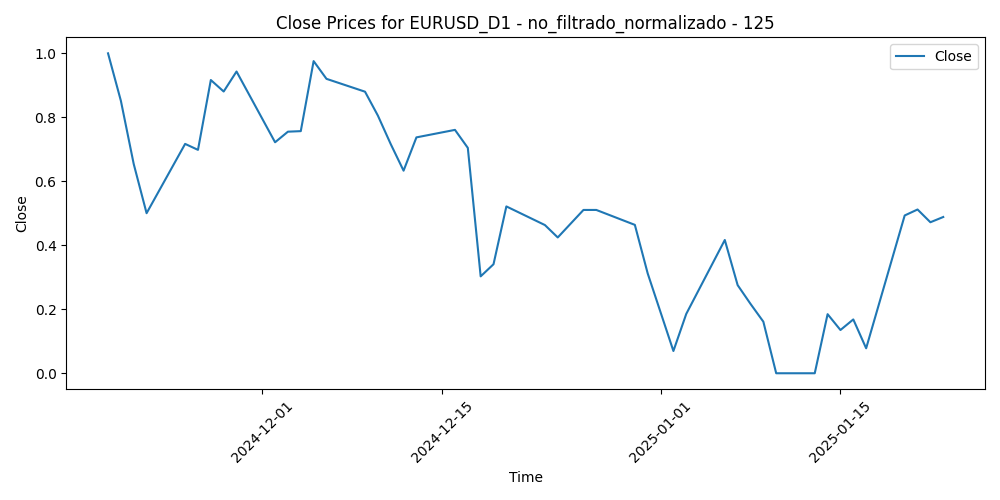 Close Prices for EURUSD_D1 - no_filtrado_normalizado - 125
Close
1.0
0.8
0.6
0.4
0.2
0.0
Close
2024-12-01
2024-12-15
2025-01-01
2025-01-15
Time